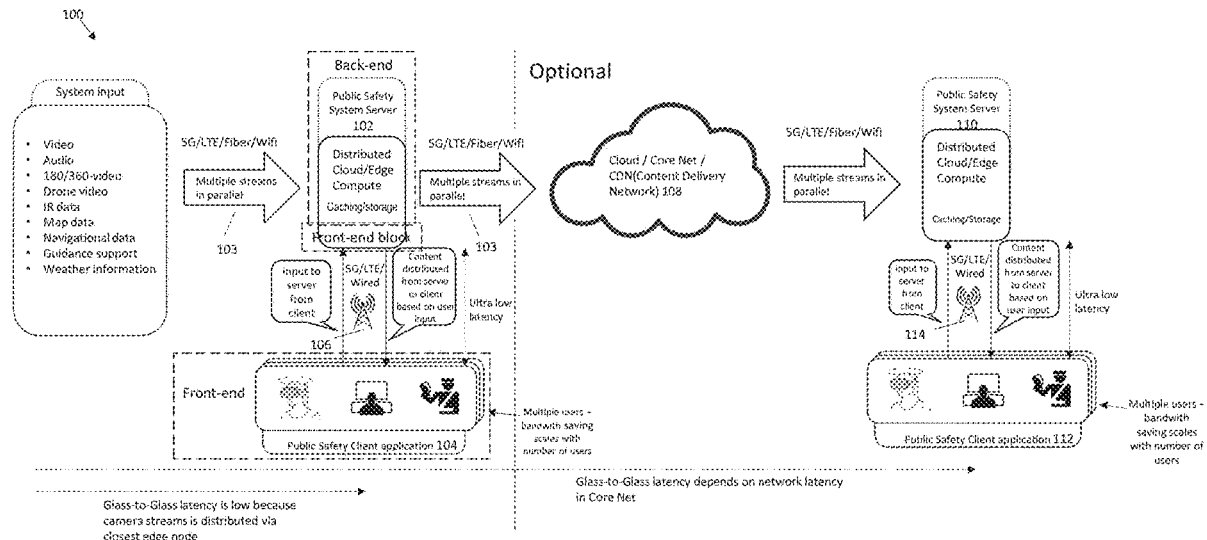 100
System input
• Video
• Audio
• 180/360-video
• Drone video
• IR data
• Map data
• Navigational data
• Guidance support
• Weather information
5G/LTE/Fiber/Wifi
Multiple streams
in parallel
103
Back-end
Public Safety
System Server
102
Distributed
Cloud/Edge
Compute
Caching/Storage
Front-end block
5G/LTE/Fiber/Wifi
Multiple streams in
parallel
103
Input to
server
from
client
5G/LTE/
Wired
106
Content
distributed
from server
to client
based on user
input
Ultra low
latency
Front-end
Public Safety Client application 104
Multiple users -
bandwith saving
scales with
number of users
Glass-to-Glass latency is low because
camera streams is distributed via
closest edge node
Optional
Cloud / Core Net /
CDN(Content Delivery
Network) 108
5G/LTE/Fiber/Wifi
Multiple streams in
parallel
Public Safety
System Server
110
Distributed
Cloud/Edge
Compute
Caching/Storage
Input to
server
from
client
5G/LTE/
Wired
114
Content
distributed
from server
to client
based on
user input
Ultra low
latency
Public Safety Client application 112
Multiple users -
bandwith
saving scales
with number of
users
Glass-to-Glass latency depends on network latency
in Core Net